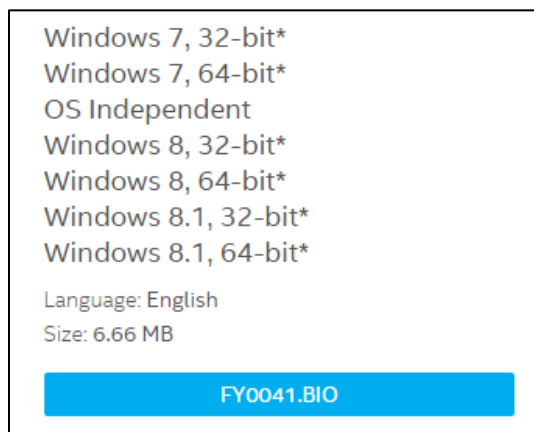 Windows 7, 32-bit*
Windows 7, 64-bit*
OS Independent
Windows 8, 32-bit*
Windows 8, 64-bit*
Windows 8.1, 32-bit*
Windows 8.1, 64-bit*
Language: English
Size: 6.66 MB
FY0041.BIO